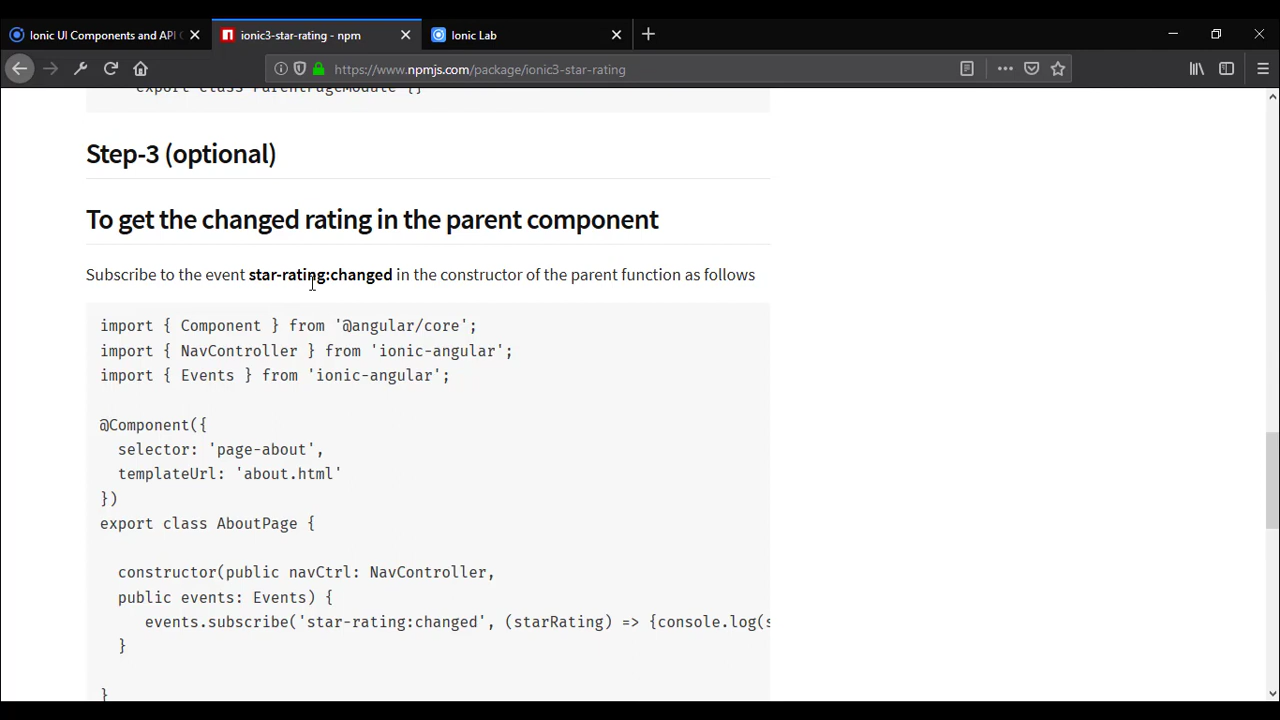 Ionic UI Components and API
ionic3-star-rating - npm
Ionic Lab
https://www.npmjs.com/package/ionic3-star-rating
export class ParentPageModule {}
Step-3 (optional)
To get the changed rating in the parent component
Subscribe to the event star-rating:changed in the constructor of the parent function as follows
import { Component } from '@angular/core';
import { NavController } from 'ionic-angular';
import { Events } from 'ionic-angular';
@Component({
selector: 'page-about',
templateUrl: 'about.html'
})
export class AboutPage {
constructor(public navCtrl: NavController,
public events: Events) {
events.subscribe('star-rating:changed', (starRating) => {console.log(s
}
}